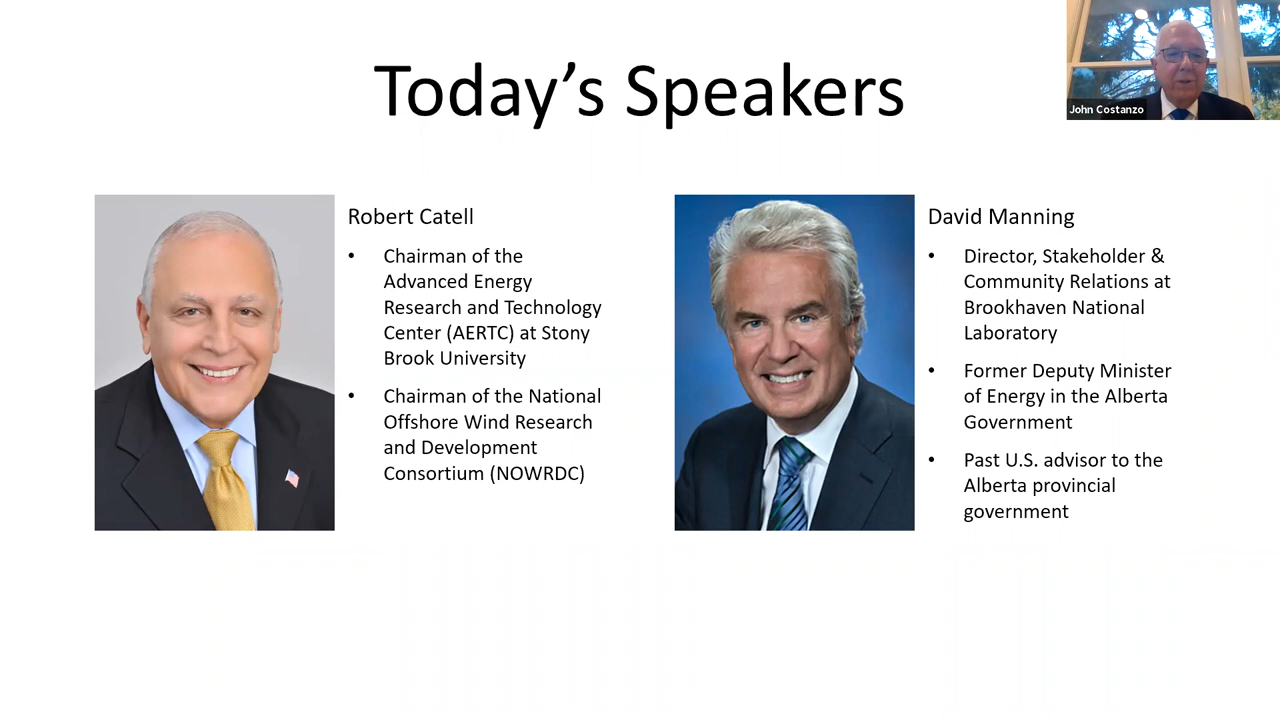 Today’s Speakers
John Costanzo
Robert Catell
• Chairman of the
Advanced Energy
Research and Technology
Center (AERTC) at Stony
Brook University
• Chairman of the National
Offshore Wind Research
and Development
Consortium (NOWRDC)
David Manning
• Director, Stakeholder &
Community Relations at
Brookhaven National
Laboratory
• Former Deputy Minister
of Energy in the Alberta
Government
• Past U.S. advisor to the
Alberta provincial
government